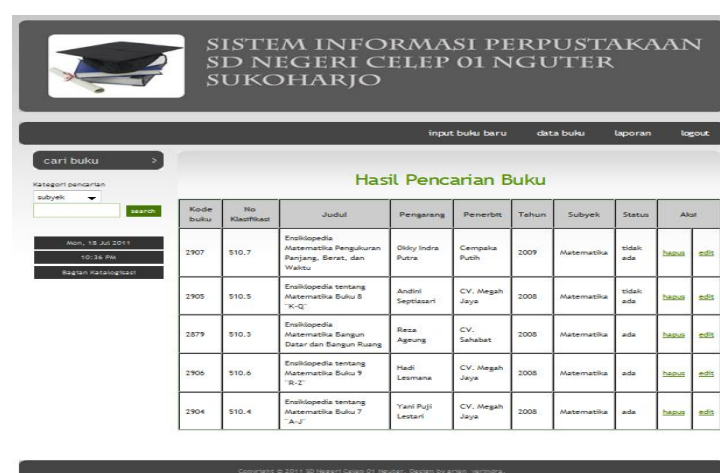 SISTEM INFORMASI PERPUSTAKAAN
SD NEGERI CELEP 01 NGUTER
SUKOHARJO
input buku baru data buku laporan logout
cari buku >
Kategori pencarian
subyek
search
Mon, 18 Jul 2011
10:36 PM
Bagian Katalogisasi
Hasil Pencarian Buku
Kode buku No Klasifikasi Judul Pengarang Penerbit Tahun Subyek Status Aksi
2907 510.7 Ensiklopedia Matematika Pengukuran Panjang, Berat, dan Waktu Okky Indra Putra Cempaka Putih 2009 Matematika tidak ada hapus edit
2905 510.5 Ensiklopedia tentang Matematika Buku 8 "K-Q" Andini Septiasari CV. Megah Jaya 2008 Matematika tidak ada hapus edit
2879 510.3 Ensiklopedia Matematika Bangun Datar dan Bangun Ruang Reza Ageung CV. Sahabat 2008 Matematika ada hapus edit
2906 510.6 Ensiklopedia tentang Matematika Buku 9 "R-Z" Hadi Lesmana CV. Megah Jaya 2008 Matematika ada hapus edit
2904 510.4 Ensiklopedia tentang Matematika Buku 7 "A-J" Yani Puji Lestari CV. Megah Jaya 2008 Matematika ada hapus edit
Copyright © 2011 SD Negeri Celep 01 Nguter. Design by